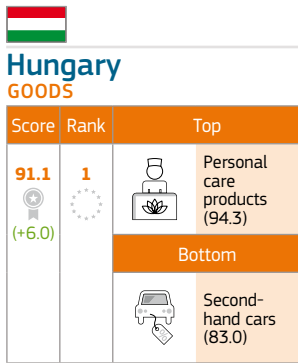 Hungary
GOODS
Score Rank Top
91.1 1
(+6.0)
Personal
care
products
(94.3)
Bottom
Second-
hand cars
(83.0)